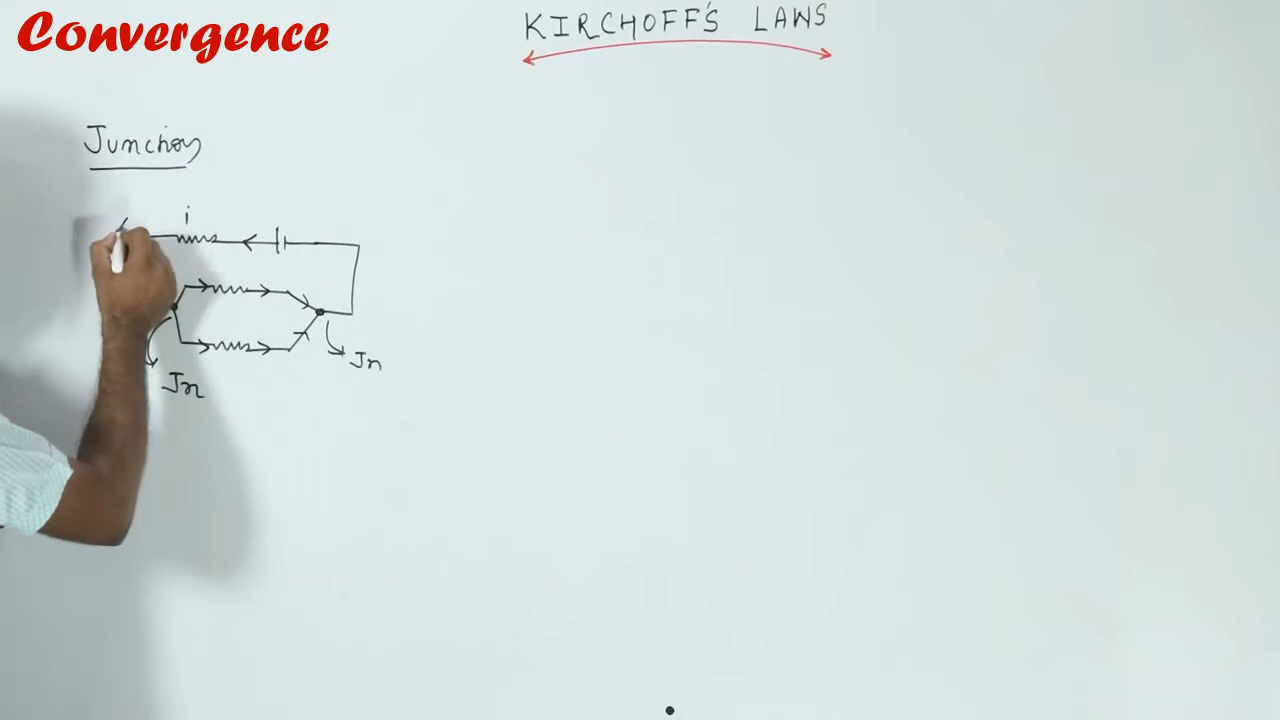 Convergence
KIRCHOFF'S LAWS
Junction
i
Jn
Jn